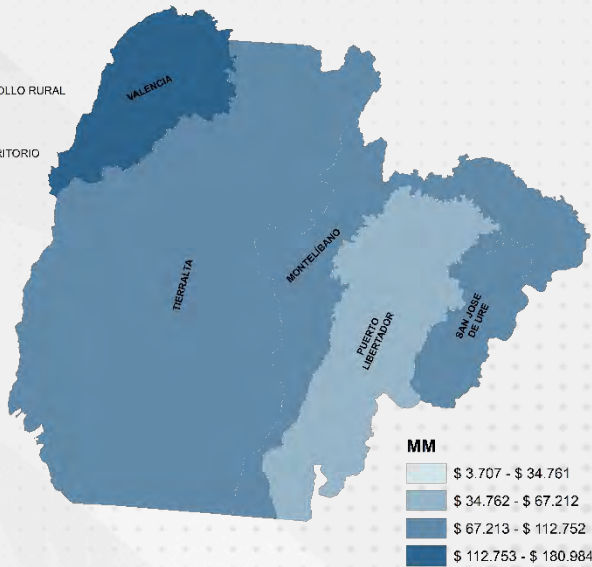 OLLO RURAL
RITORIO
VALENCIA
TIERRALTA
MONTELÍBANO
PUERTO
LIBERTADOR
SAN JOSE
DE URE
MM
$ 3.707 - $ 34.761
$ 34.762 - $ 67.212
$ 67.213 - $ 112.752
$ 112.753 - $ 180.984